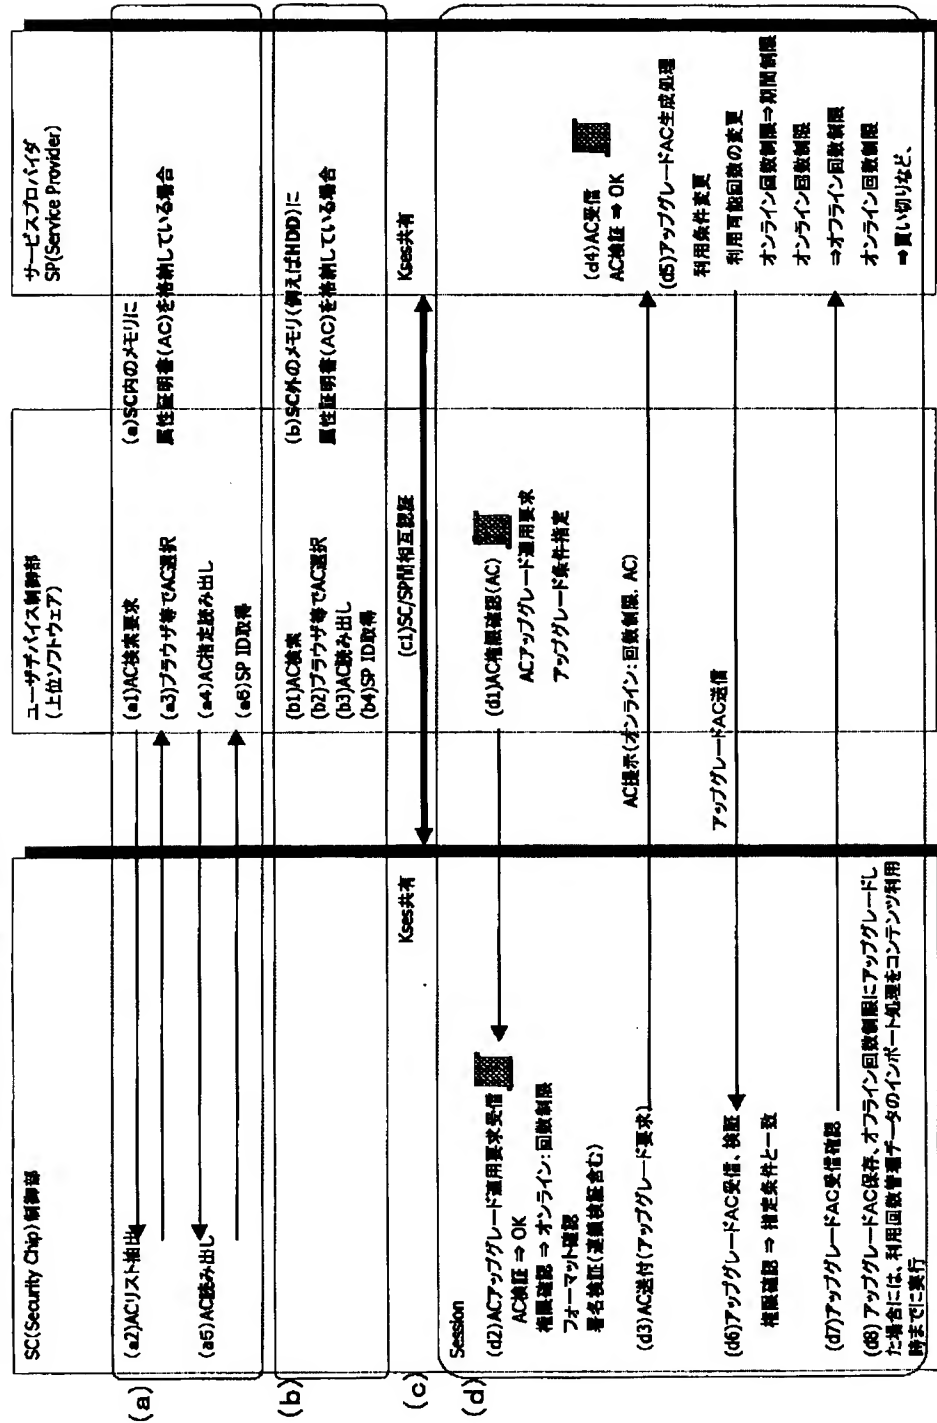 SC(Security Chip)制御部
ユーザデバイス制御部
(上位ソフトウェア)
サービスプロバイダ
SP(Service Provider)
(a)
(a1)AC検索要求
(a2)ACリスト抽出
(a3)ブラウザ等でAC選択
(a4)AC指定読み出し
(a5)AC読み出し
(a6)SP ID取得
(a)SC内のメモリに
属性証明書(AC)を格納している場合
(b)
(b1)AC検索
(b2)ブラウザ等でAC選択
(b3)AC読み出し
(b4)SP ID取得
(b)SC外のメモリ(例えばHDD)に
属性証明書(AC)を格納している場合
(c)
Kses共有
(c1)SC/SP間相互認証
Kses共有
(d)
Session
(d1)AC権限確認(AC)
ACアップグレード適用要求
アップグレード条件指定
(d2)ACアップグレード適用要求受信
AC検証 ⇒ OK
権限確認 ⇒ オンライン:回数制限
フォーマット確認
署名検証(連鎖検証含む)
(d3)AC送付(アップグレード要求)
AC提示(オンライン:回数制限, AC)
(d4)AC受信
AC検証 ⇒ OK
(d5)アップグレードAC生成処理
利用条件変更
利用可能回数の変更
オンライン回数制限⇒期間制限
オンライン回数制限
⇒オフライン回数制限
オンライン回数制限
⇒買い切りなど、
アップグレードAC送信
(d6)アップグレードAC受信、検証
権限確認 ⇒ 指定条件と一致
(d7)アップグレードAC受信確認
(d8)アップグレードAC保存、オフライン回数制限にアップグレードし
た場合には、利用回数管理データのインポート処理をコンテンツ利用
時までに実行